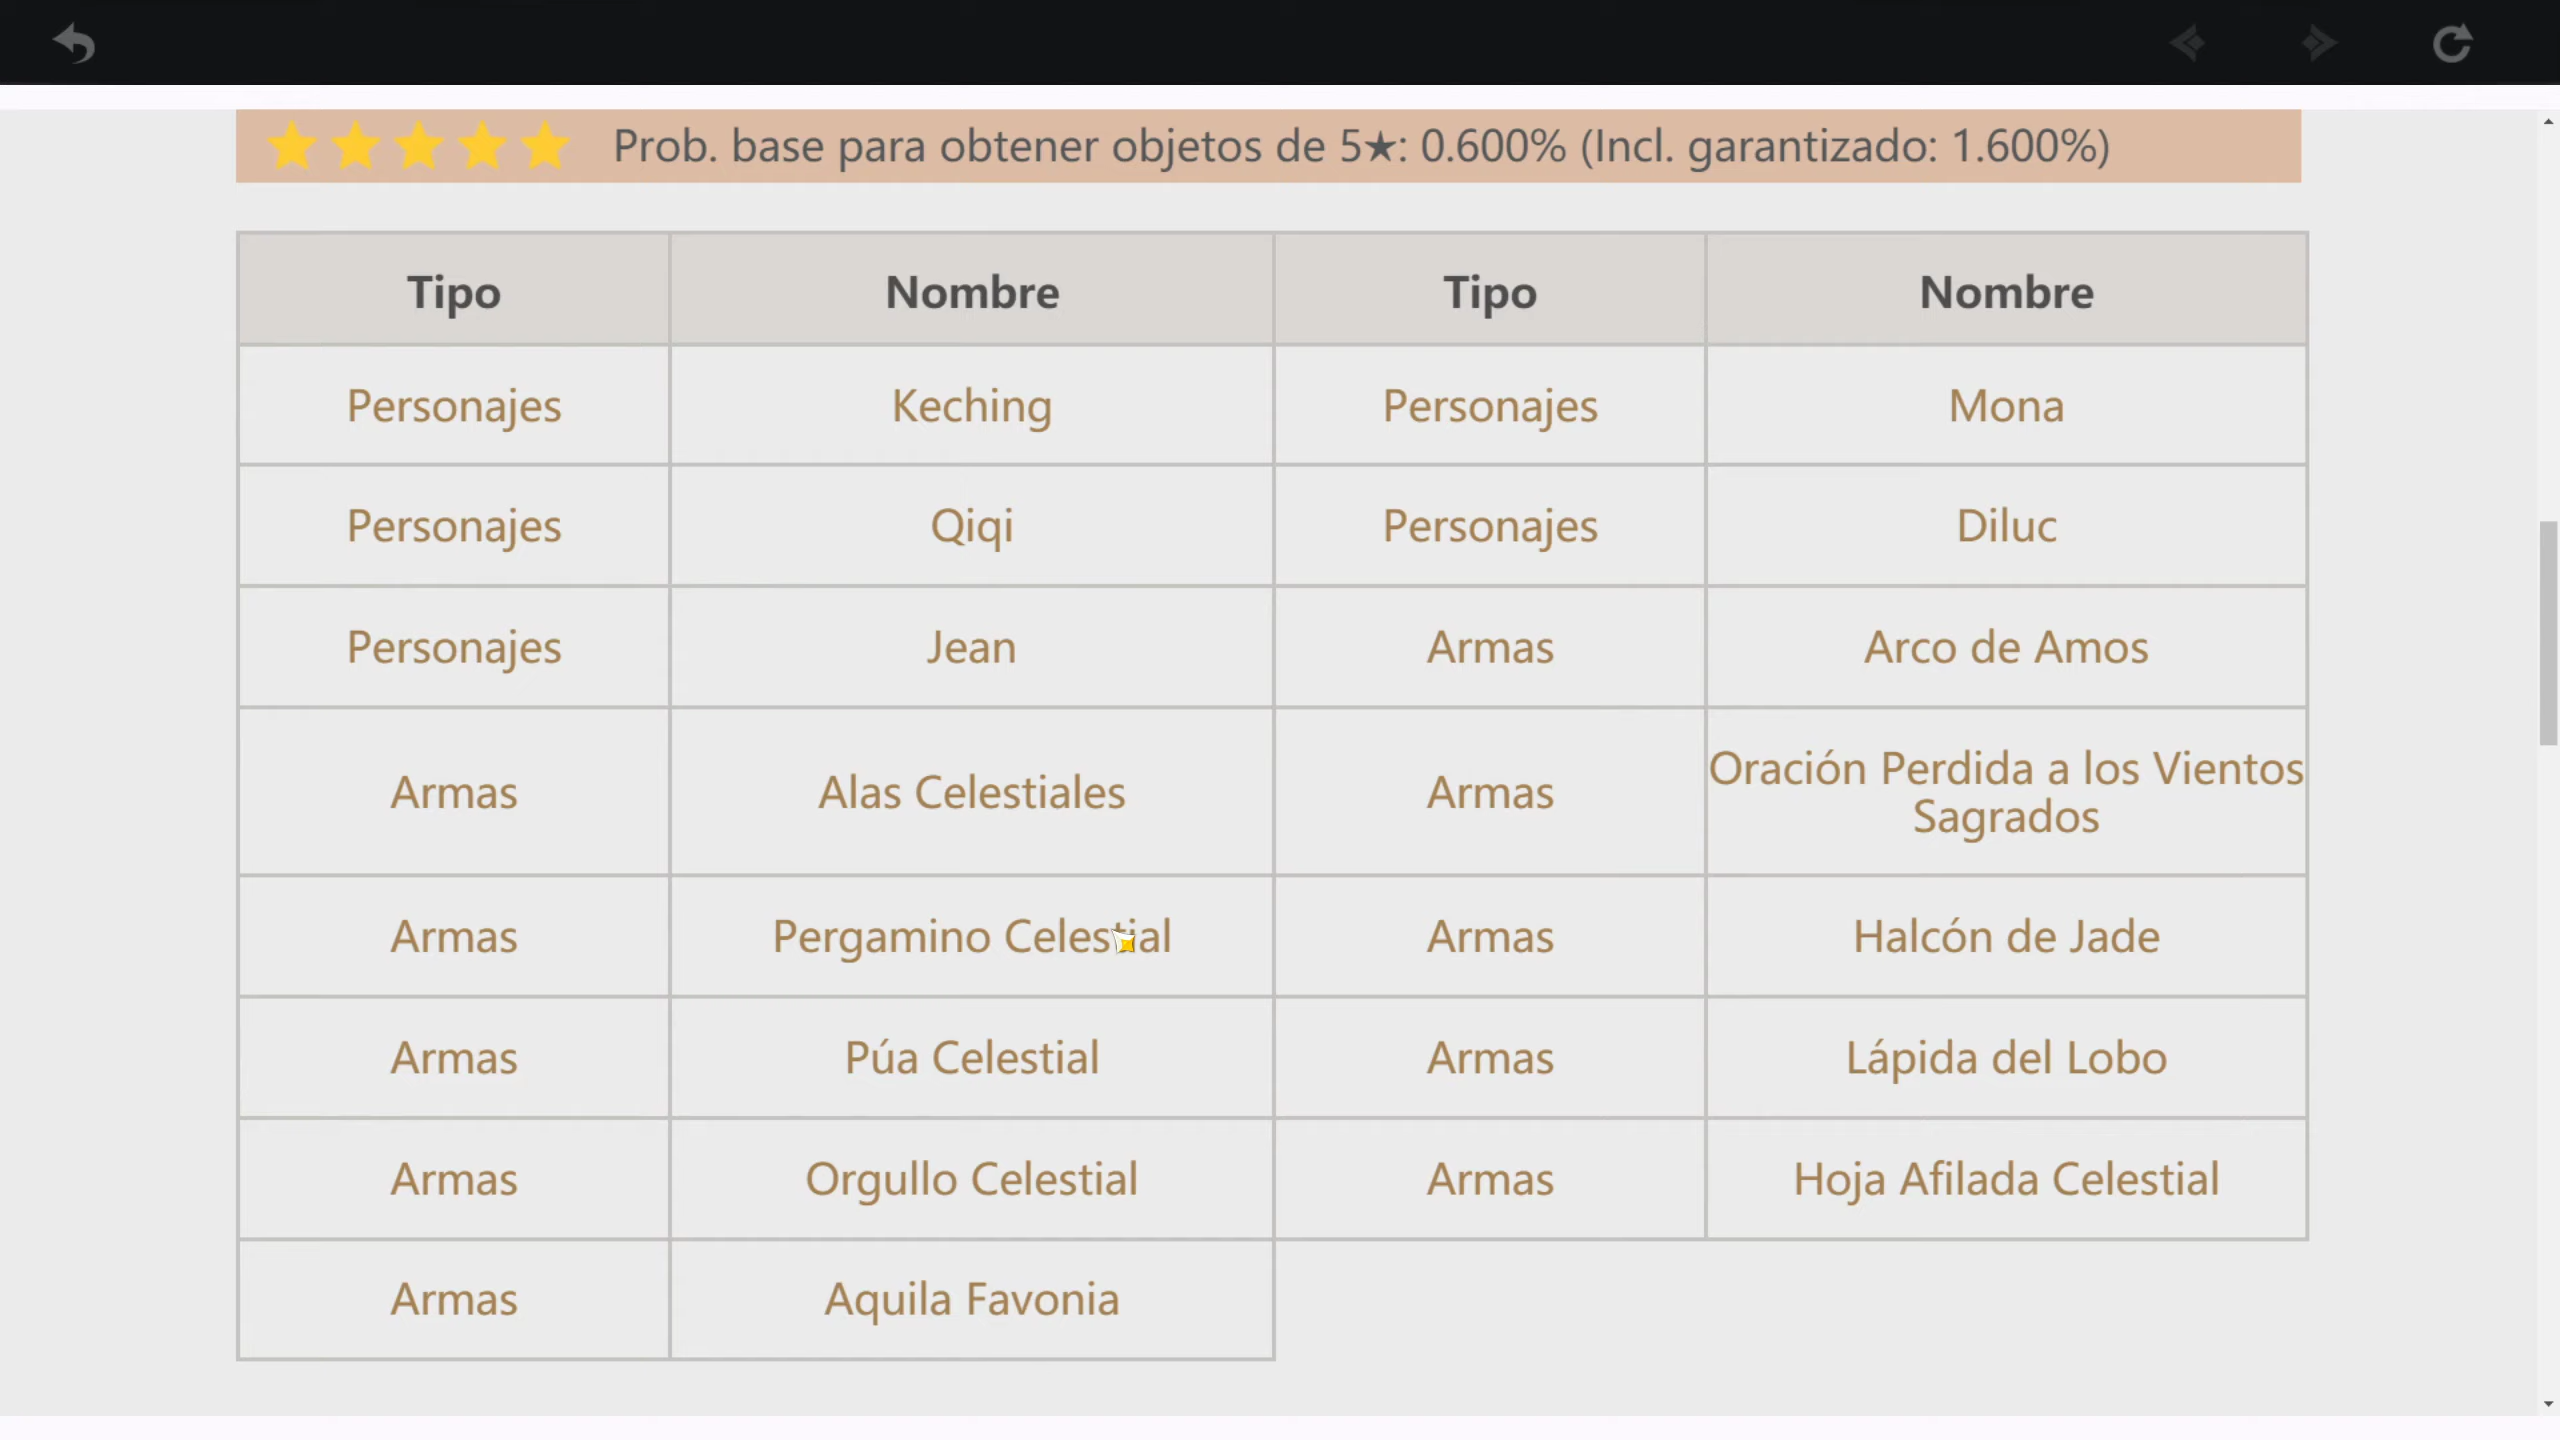 Prob. base para obtener objetos de 5★: 0.600% (Incl. garantizado: 1.600%)
Tipo Nombre Tipo Nombre
Personajes Keching Personajes Mona
Personajes Qiqi Personajes Diluc
Personajes Jean Armas Arco de Amos
Armas Alas Celestiales Armas Oración Perdida a los Vientos
Sagrados
Armas Pergamino Celestial Armas Halcón de Jade
Armas Púa Celestial Armas Lápida del Lobo
Armas Orgullo Celestial Armas Hoja Afilada Celestial
Armas Aquila Favonia